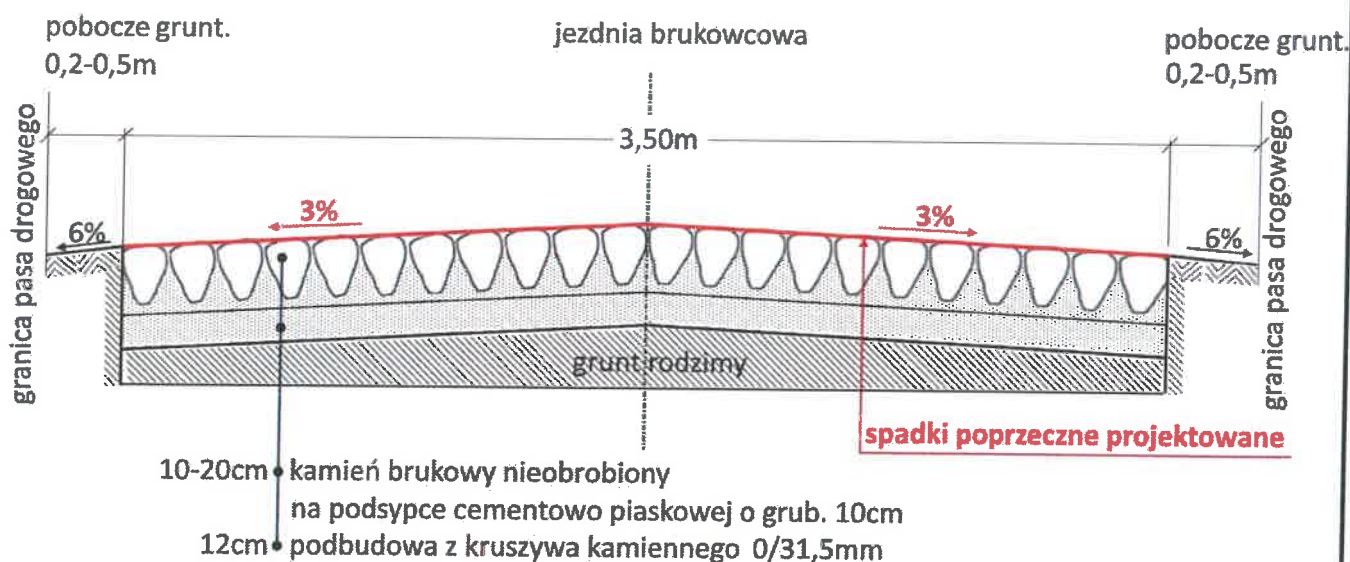 pobocze grunt.
0,2-0,5m
jezdnia brukowcowa
pobocze grunt.
0,2-0,5m
granica pasa drogowego
3,50m
granica pasa drogowego
6%
3%
3%
6%
grunt rodzimy
spadki poprzeczne projektowane
10-20cm kamień brukowy nieobrobiony
na podsypce cementowo piaskowej o grub. 10cm
12cm podbudowa z kruszywa kamiennego 0/31,5mm